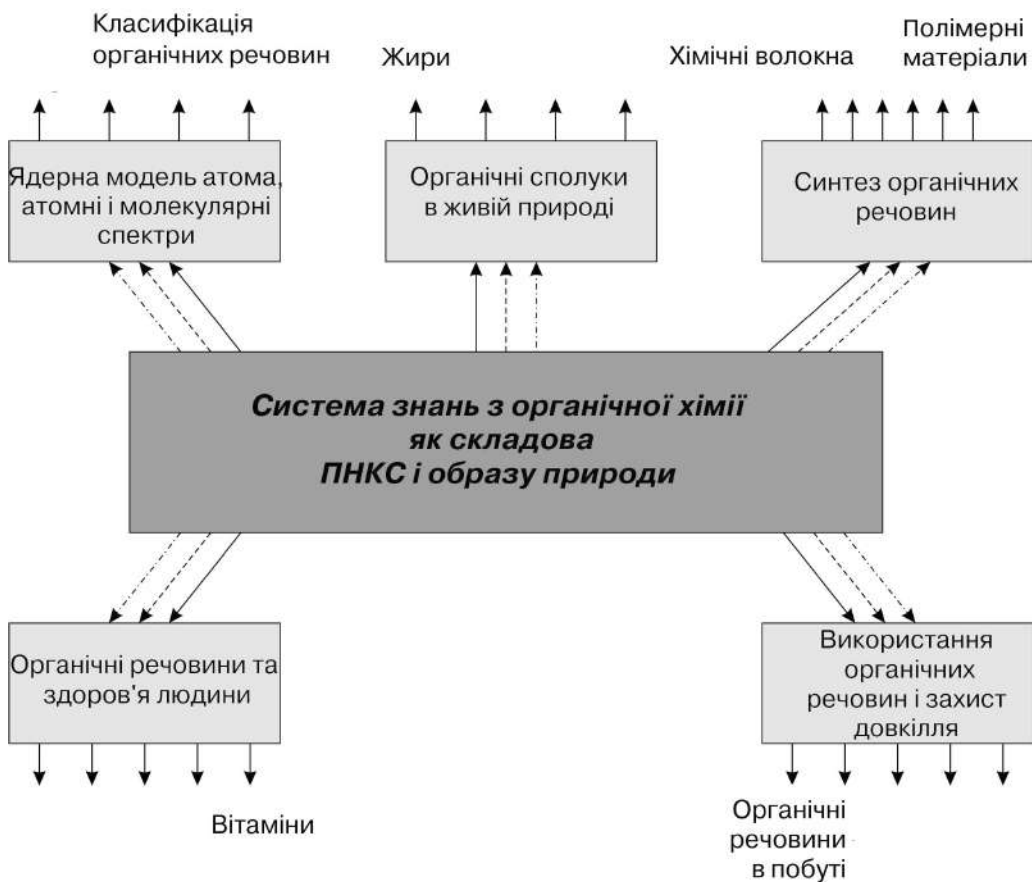 Класифікація
органічних речовин
Жири
Хімічні волокна
Полімерні
матеріали
Ядерна модель атома,
атомні і молекулярні
спектри
Органічні сполуки
в живій природі
Синтез органічних
речовин
Система знань з органічної хімії
як складова
ПНКС і образу природи
Органічні речовини та
здоров'я людини
Використання
органічних
речовин і захист
довкілля
Вітаміни
Органічні
речовини
в побуті